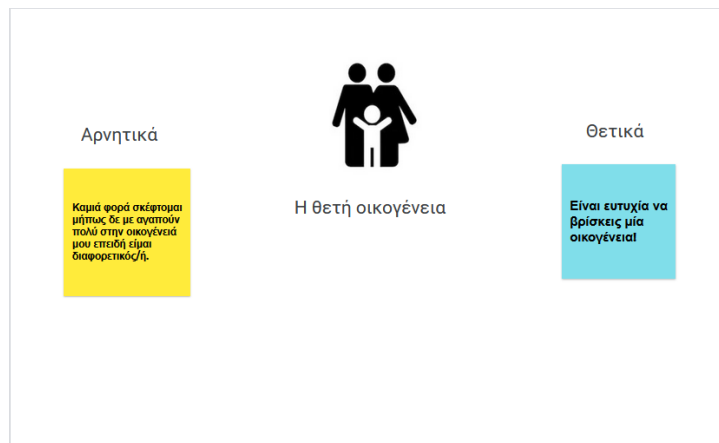 Αρνητικά
Θετικά
Καμιά φορά σκέφτομαι
μήπως δε με αγαπούν
πολύ στην οικογένειά
μου επειδή είμαι
διαφορετικός/ή.
Η θετή οικογένεια
Είναι ευτυχία να
βρίσκεις μία
οικογένεια!